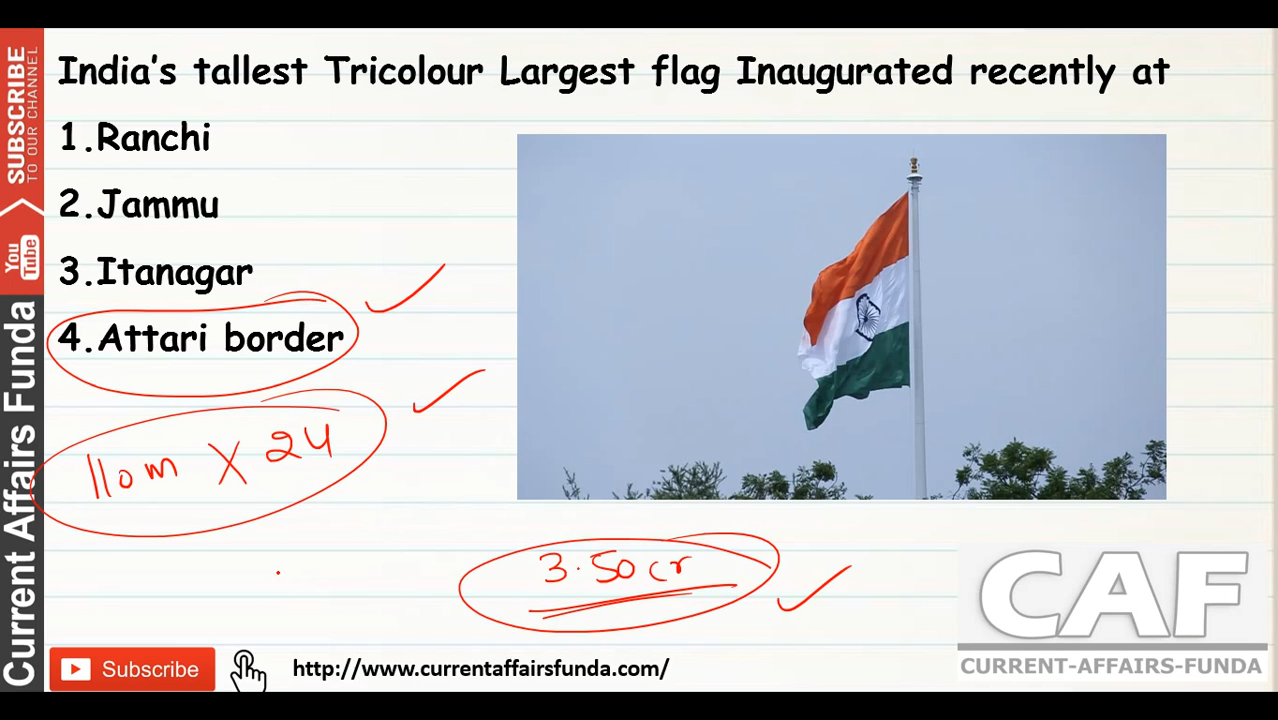 India's tallest Tricolour Largest flag Inaugurated recently at
1.Ranchi
2.Jammu
3.Itanagar
4.Attari border
110m X 24
3.50cr
SUBSCRIBE
TO OUR CHANNEL
You
Tube
Current Affairs Funda
CAF
CURRENT-AFFAIRS-FUNDA
Subscribe
http://www.currentaffairsfunda.com/